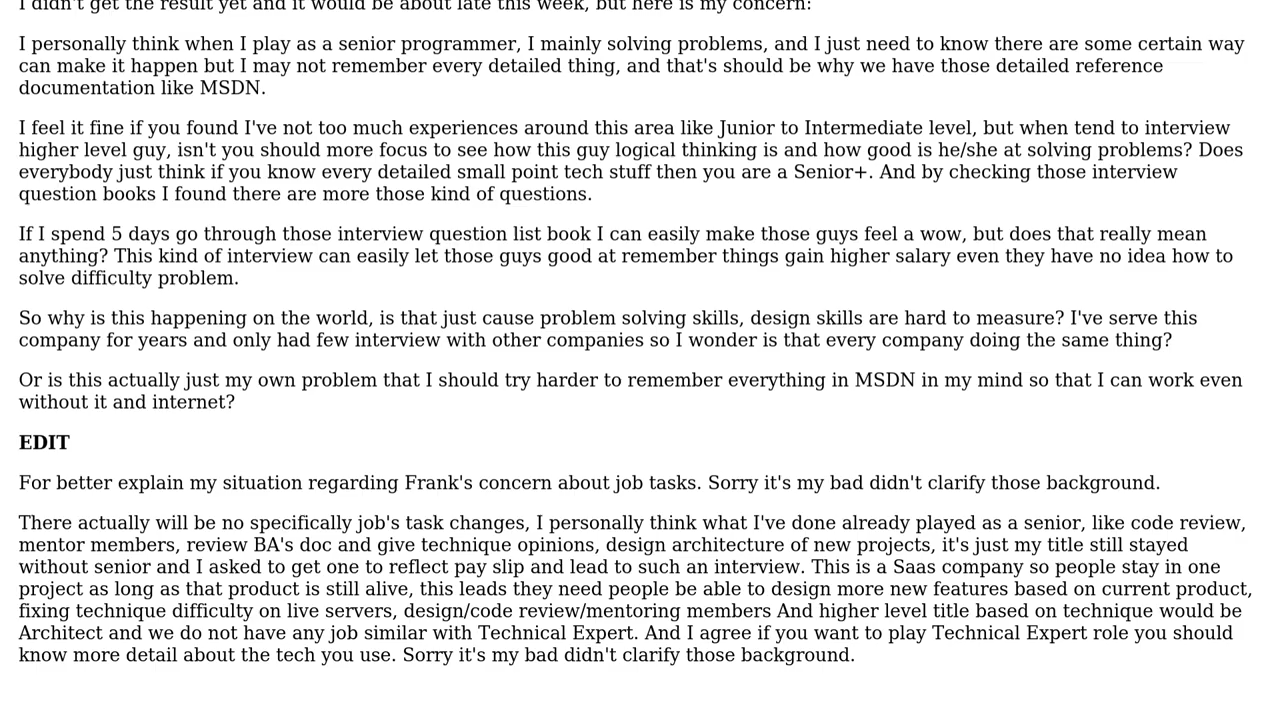 I didn't get the result yet and it would be about late this week, but here is my concern:
I personally think when I play as a senior programmer, I mainly solving problems, and I just need to know there are some certain way
can make it happen but I may not remember every detailed thing, and that's should be why we have those detailed reference
documentation like MSDN.
I feel it fine if you found I've not too much experiences around this area like Junior to Intermediate level, but when tend to interview
higher level guy, isn't you should more focus to see how this guy logical thinking is and how good is he/she at solving problems? Does
everybody just think if you know every detailed small point tech stuff then you are a Senior+. And by checking those interview
question books I found there are more those kind of questions.
If I spend 5 days go through those interview question list book I can easily make those guys feel a wow, but does that really mean
anything? This kind of interview can easily let those guys good at remember things gain higher salary even they have no idea how to
solve difficulty problem.
So why is this happening on the world, is that just cause problem solving skills, design skills are hard to measure? I've serve this
company for years and only had few interview with other companies so I wonder is that every company doing the same thing?
Or is this actually just my own problem that I should try harder to remember everything in MSDN in my mind so that I can work even
without it and internet?
EDIT
For better explain my situation regarding Frank's concern about job tasks. Sorry it's my bad didn't clarify those background.
There actually will be no specifically job's task changes, I personally think what I've done already played as a senior, like code review,
mentor members, review BA's doc and give technique opinions, design architecture of new projects, it's just my title still stayed
without senior and I asked to get one to reflect pay slip and lead to such an interview. This is a Saas company so people stay in one
project as long as that product is still alive, this leads they need people be able to design more new features based on current product,
fixing technique difficulty on live servers, design/code review/mentoring members And higher level title based on technique would be
Architect and we do not have any job similar with Technical Expert. And I agree if you want to play Technical Expert role you should
know more detail about the tech you use. Sorry it's my bad didn't clarify those background.